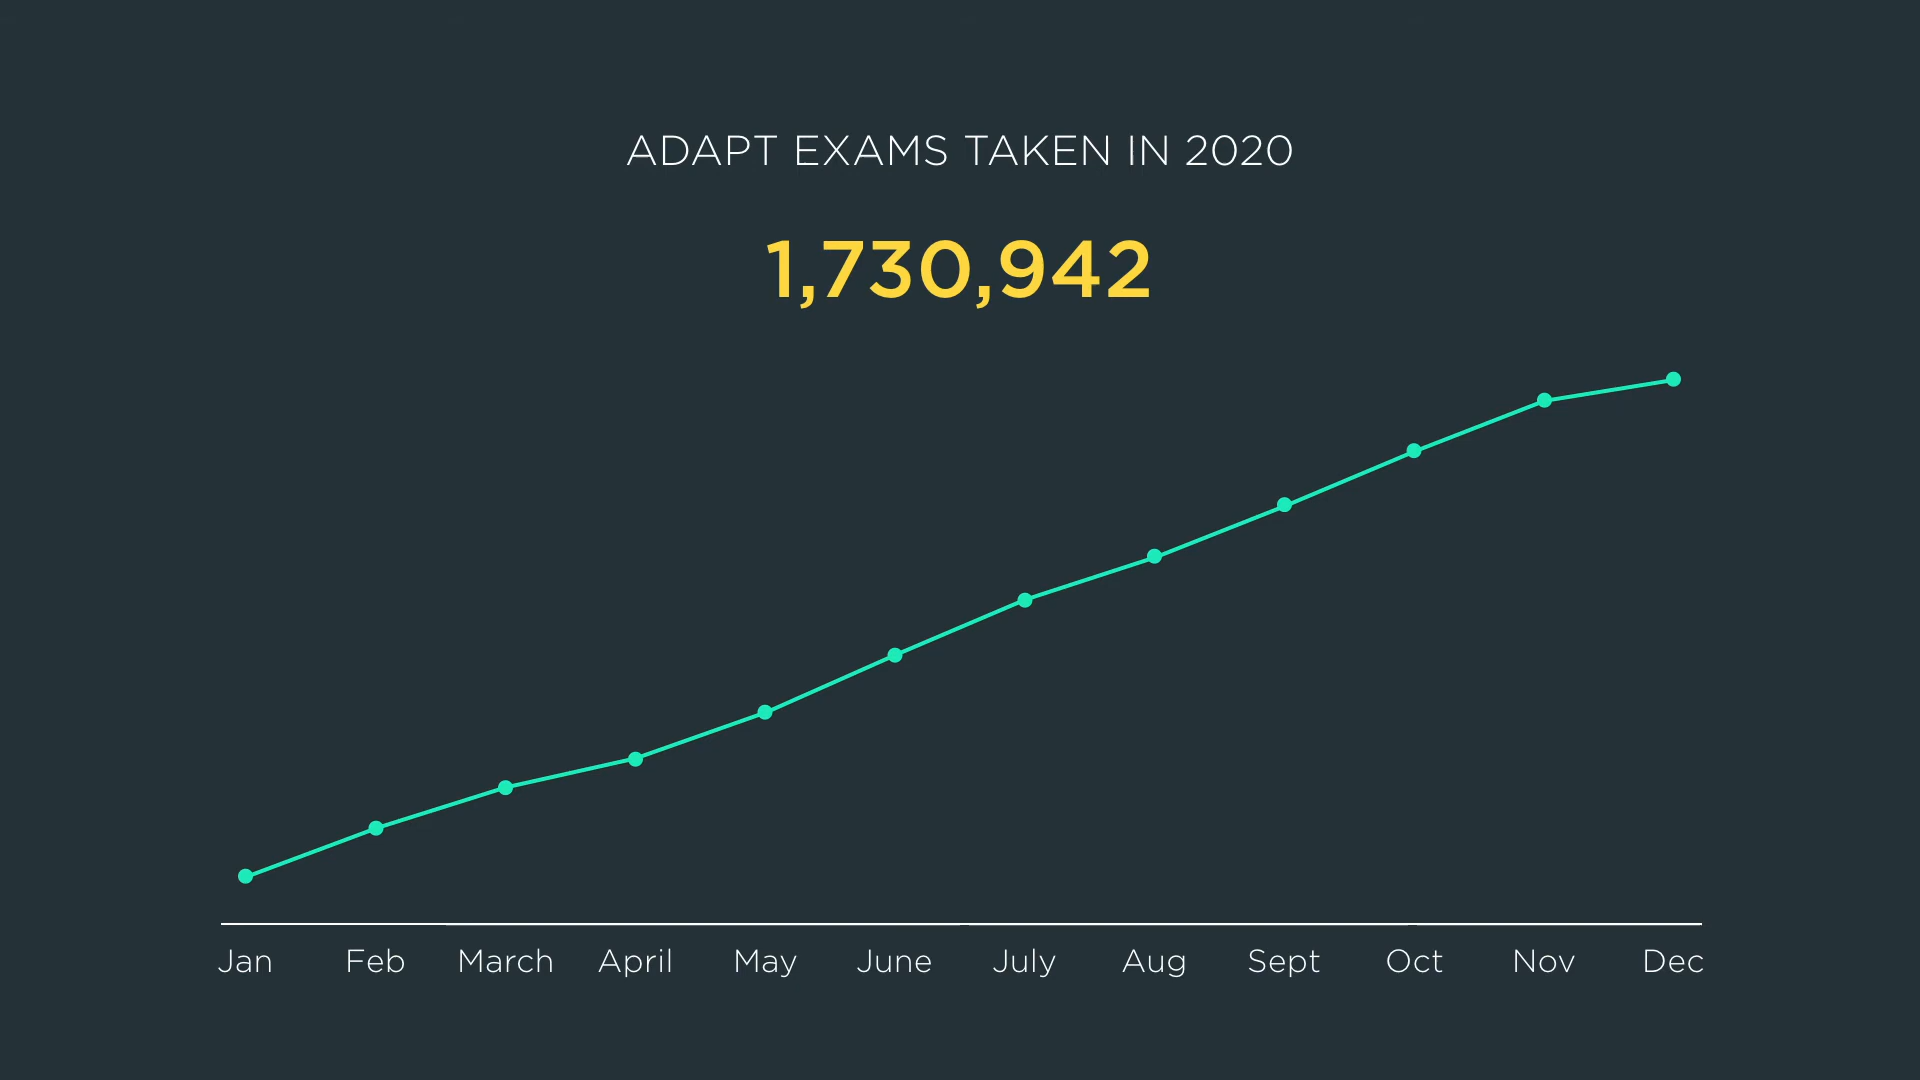 ADAPT EXAMS TAKEN IN 2020
1,730,942
Jan Feb March April May June July Aug Sept Oct Nov Dec